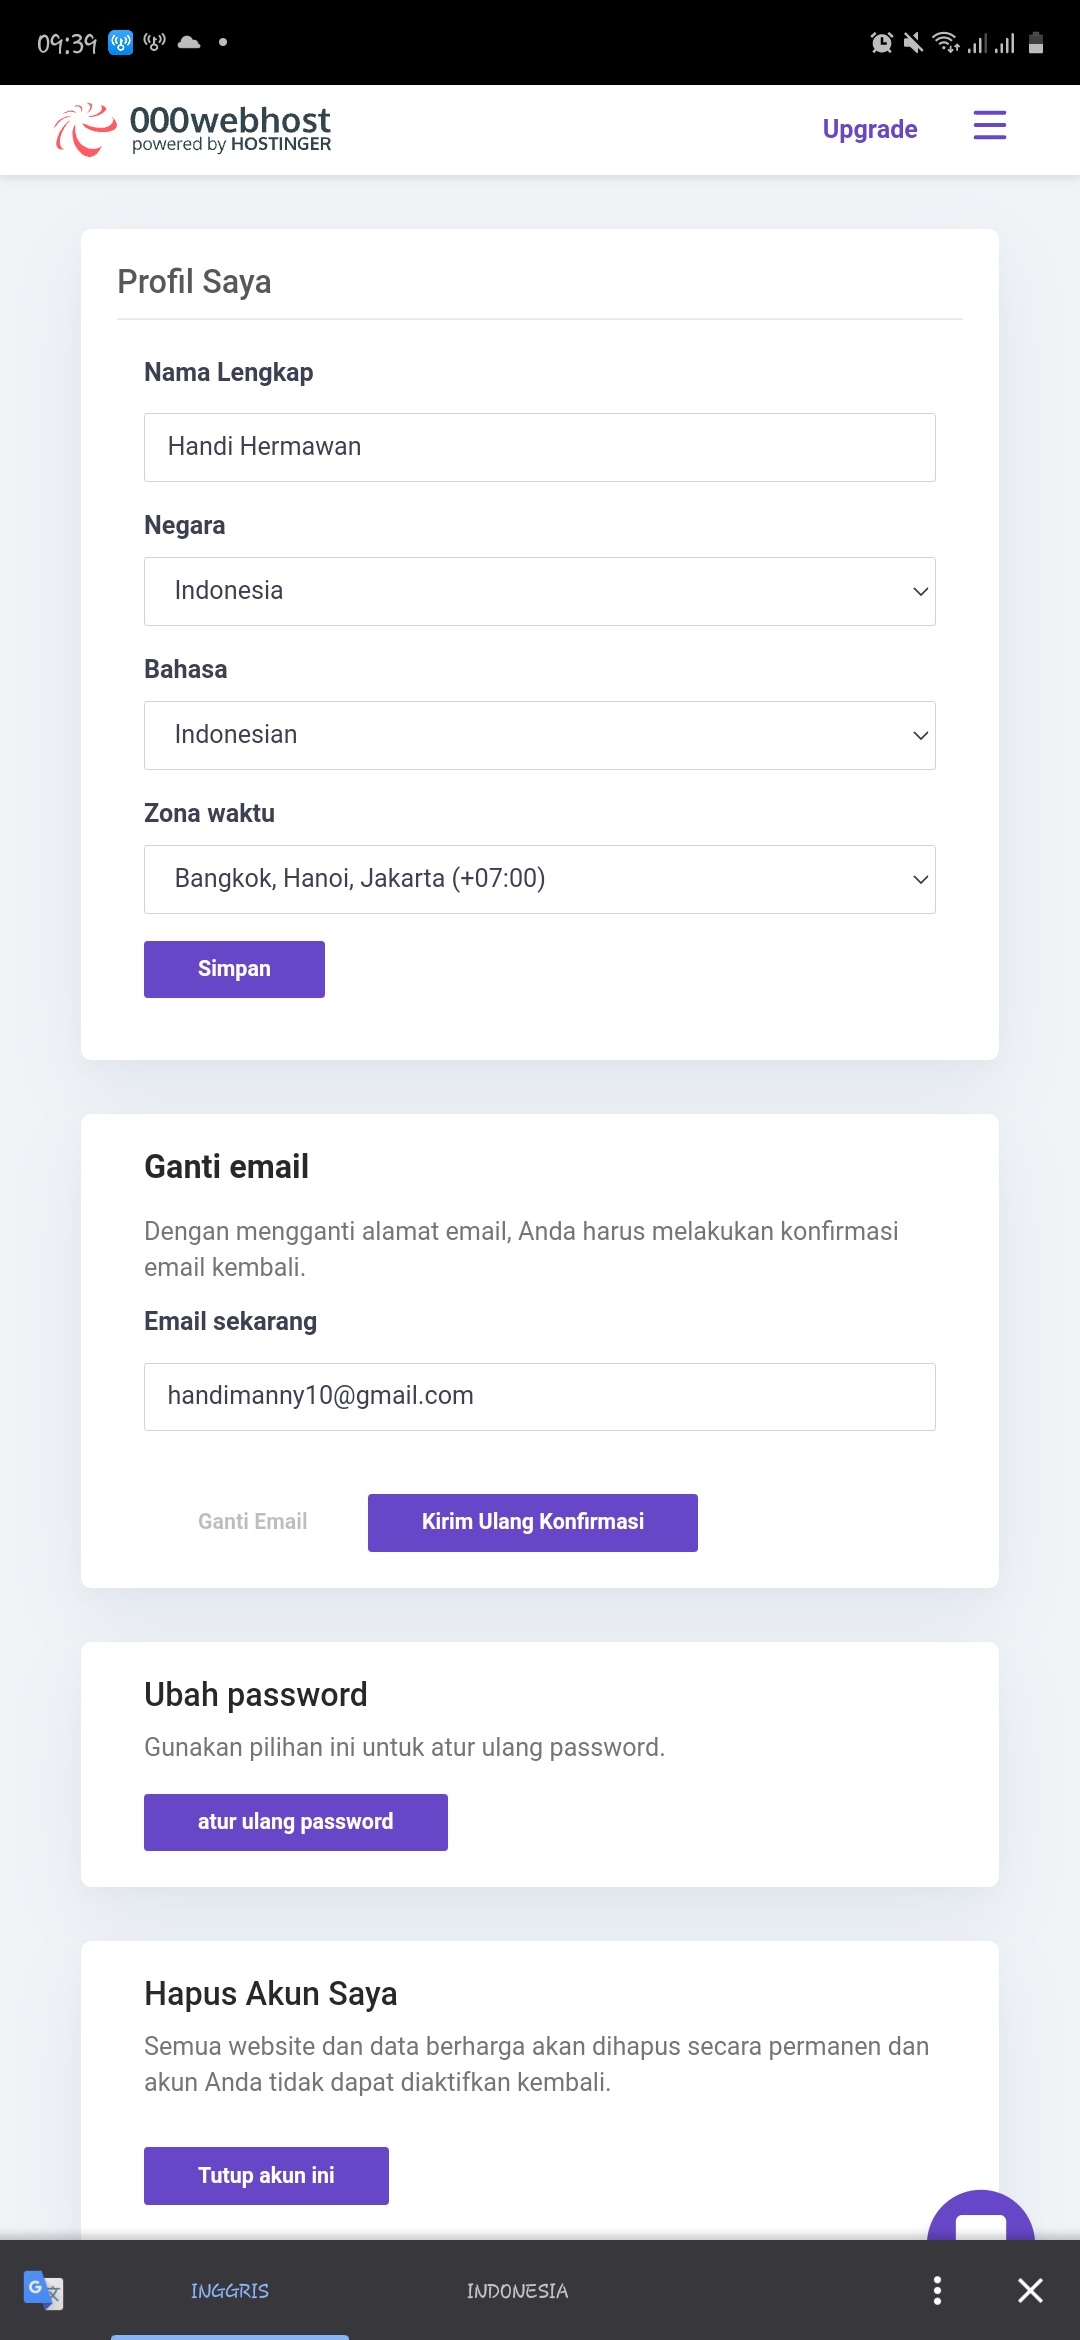 09:39
000webhost
powered by HOSTINGER
Upgrade
Profil Saya
Nama Lengkap
Handi Hermawan
Negara
Indonesia
Bahasa
Indonesian
Zona waktu
Bangkok, Hanoi, Jakarta (+07:00)
Simpan
Ganti email
Dengan mengganti alamat email, Anda harus melakukan konfirmasi
email kembali.
Email sekarang
handimanny10@gmail.com
Ganti Email
Kirim Ulang Konfirmasi
Ubah password
Gunakan pilihan ini untuk atur ulang password.
atur ulang password
Hapus Akun Saya
Semua website dan data berharga akan dihapus secara permanen dan
akun Anda tidak dapat diaktifkan kembali.
Tutup akun ini
INGGRIS
INDONESIA